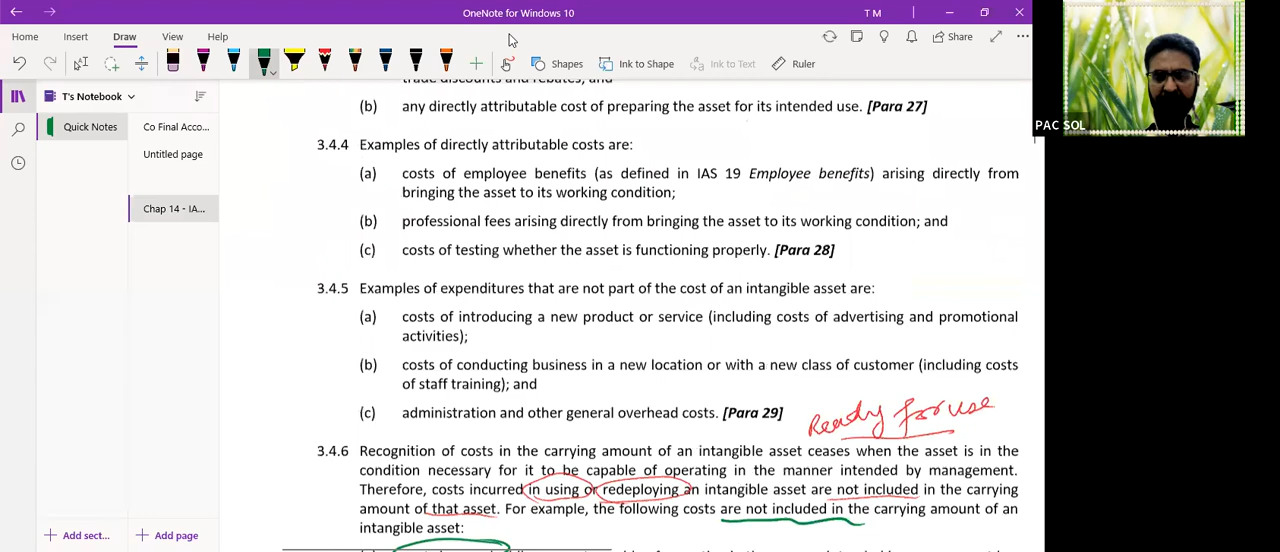 OneNote for Windows 10
T M
Home Insert Draw View Help
Share
Shapes Ink to Shape Ink to Text Ruler
T's Notebook
Quick Notes
Co Final Acco...
Untitled page
Chap 14 - IA...
Add sect...
Add page
trade discounts and rebates; and
(b) any directly attributable cost of preparing the asset for its intended use. [Para 27]
3.4.4 Examples of directly attributable costs are:
(a) costs of employee benefits (as defined in IAS 19 Employee benefits) arising directly from
bringing the asset to its working condition;
(b) professional fees arising directly from bringing the asset to its working condition; and
(c) costs of testing whether the asset is functioning properly. [Para 28]
3.4.5 Examples of expenditures that are not part of the cost of an intangible asset are:
(a) costs of introducing a new product or service (including costs of advertising and promotional
activities);
(b) costs of conducting business in a new location or with a new class of customer (including costs
of staff training); and
(c) administration and other general overhead costs. [Para 29]
Ready for use
3.4.6 Recognition of costs in the carrying amount of an intangible asset ceases when the asset is in the
condition necessary for it to be capable of operating in the manner intended by management.
Therefore, costs incurred in using or redeploying an intangible asset are not included in the carrying
amount of that asset. For example, the following costs are not included in the carrying amount of an
intangible asset:
PAC SOL